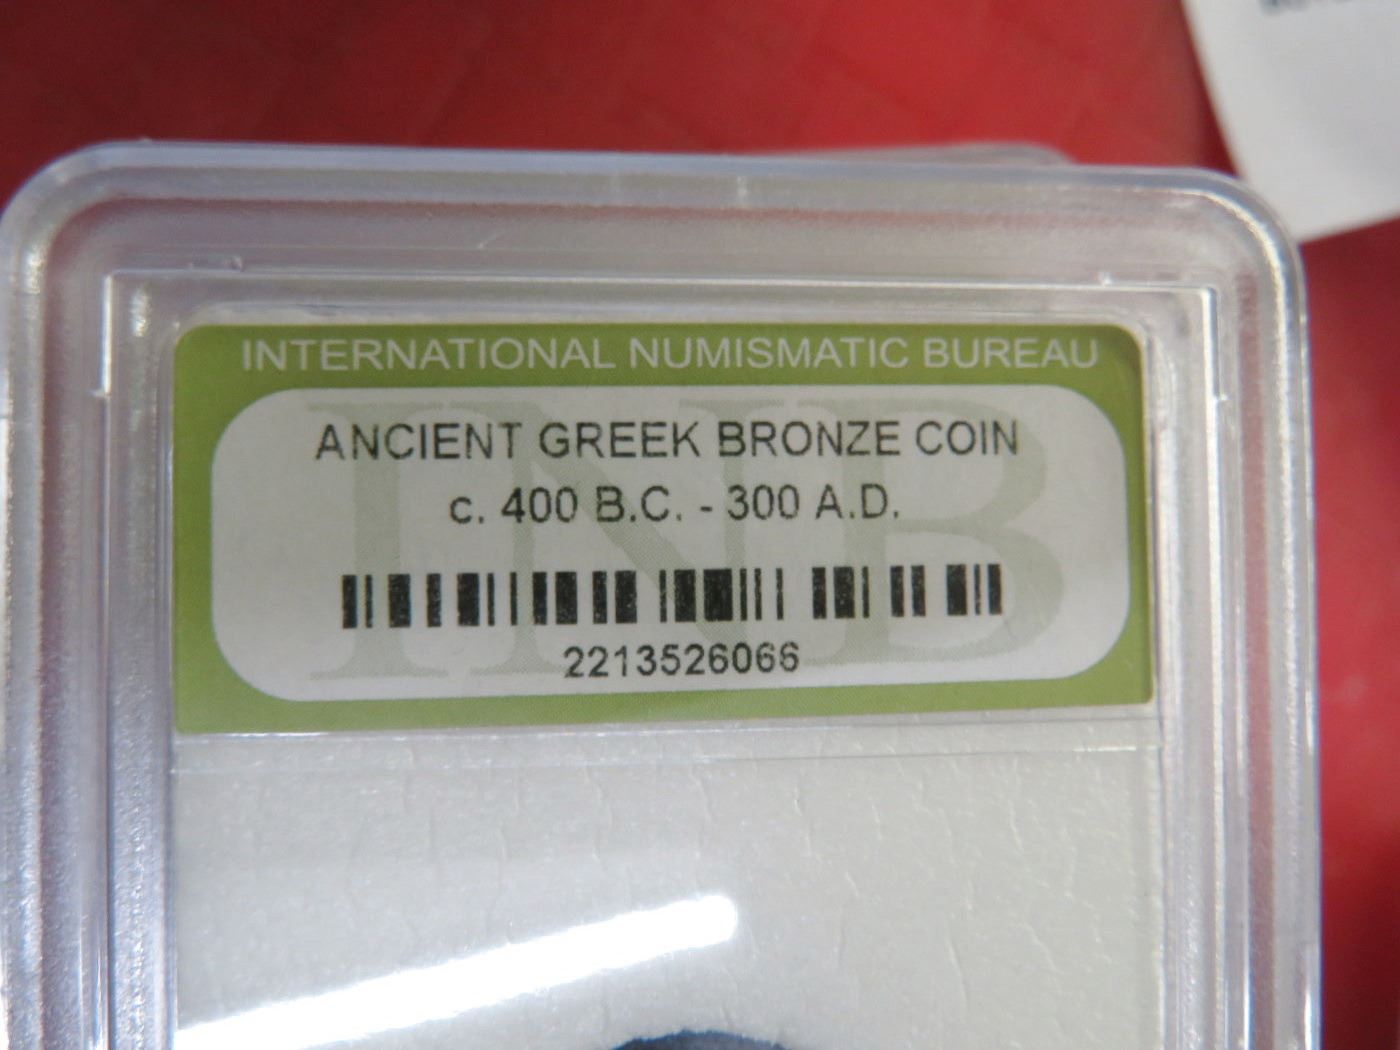 INTERNATIONAL NUMISMATIC BUREAU
INB
ANCIENT GREEK BRONZE COIN
c. 400 B.C. - 300 A.D.
2213526066